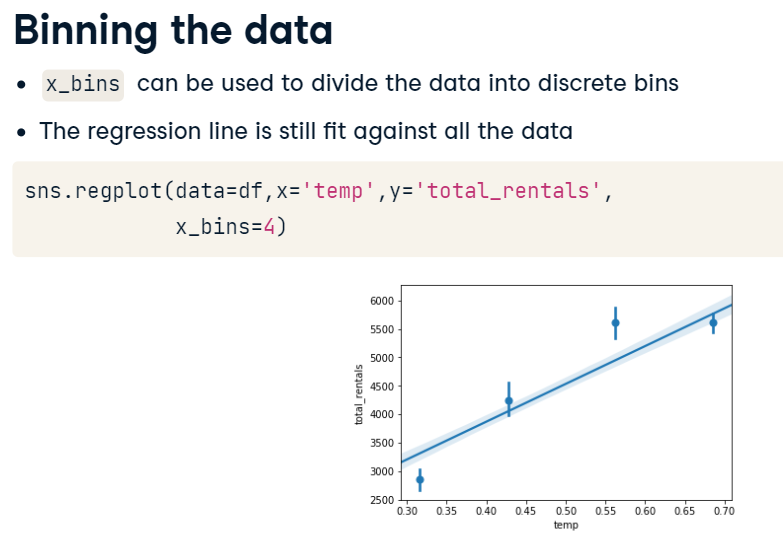 Binning the data
• x_bins can be used to divide the data into discrete bins
• The regression line is still fit against all the data
sns.regplot(data=df,x='temp',y='total_rentals',
x_bins=4)
6000
5500
5000
4500
4000
3500
3000
2500
total_rentals
0.30 0.35 0.40 0.45 0.50 0.55 0.60 0.65 0.70
temp